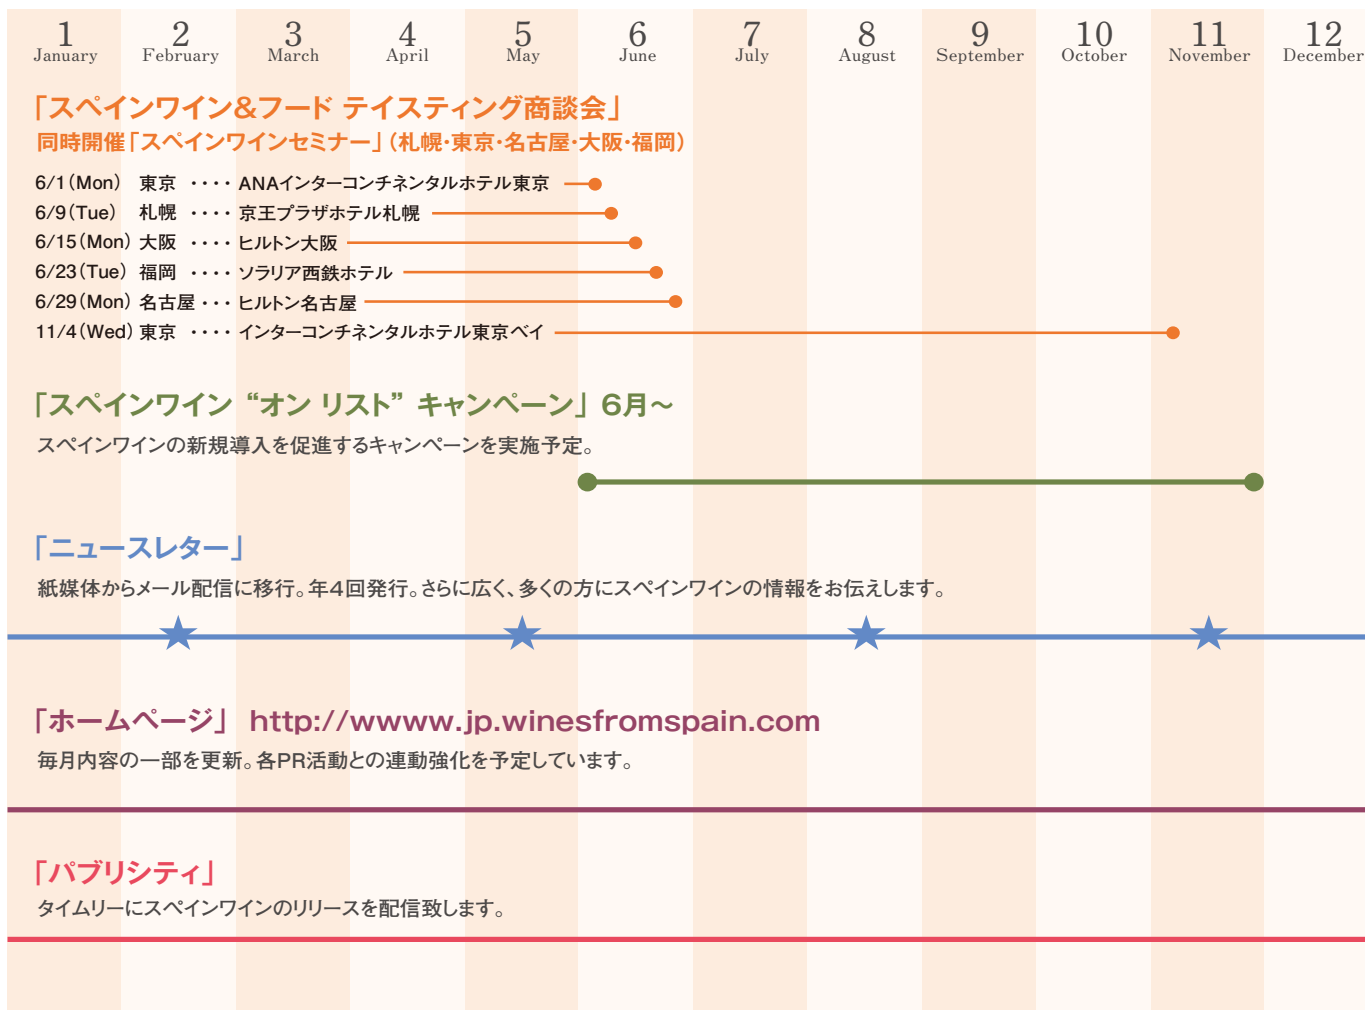 1 2 3 4 5 6 7 8 9 10 11 12
January February March April May June July August September October November December
「スペインワイン&フード テイスティング商談会」
同時開催「スペインワインセミナー」(札幌・東京・名古屋・大阪・福岡)
6/1(Mon) 東京 ・・・・ ANAインターコンチネンタルホテル東京
6/9(Tue) 札幌 ・・・・ 京王プラザホテル札幌
6/15(Mon) 大阪 ・・・・ ヒルトン大阪
6/23(Tue) 福岡 ・・・・ ソラリア西鉄ホテル
6/29(Mon) 名古屋 ・・・ ヒルトン名古屋
11/4(Wed) 東京 ・・・・ インターコンチネンタルホテル東京ベイ
「スペインワイン “オン リスト” キャンペーン」 6月〜
スペインワインの新規導入を促進するキャンペーンを実施予定。
「ニュースレター」
紙媒体からメール配信に移行。年4回発行。さらに広く、多くの方にスペインワインの情報をお伝えします。
「ホームページ」 http://wwww.jp.winesfromspain.com
毎月内容の一部を更新。各PR活動との連動強化を予定しています。
「パブリシティ」
タイムリーにスペインワインのリリースを配信致します。